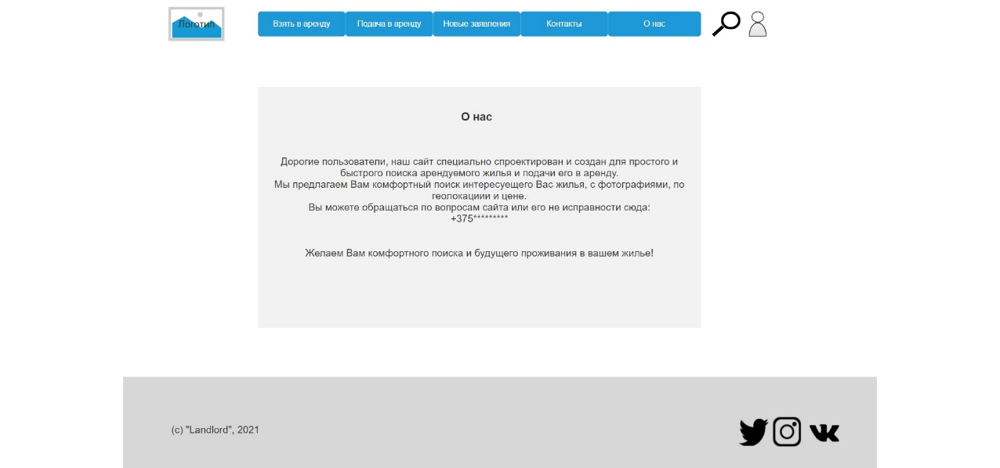 Логотип
Взять в аренду
Подача в аренду
Новые заявления
Контакты
О нас
О нас
Дорогие пользователи, наш сайт специально спроектирован и создан для простого и
быстрого поиска арендуемого жилья и подачи его в аренду.
Мы предлагаем Вам комфортный поиск интересуещего Вас жилья, с фотографиями, по
геолокациии и цене.
Вы можете обращаться по вопросам сайта или его не исправности сюда:
+375*********
Желаем Вам комфортного поиска и будущего проживания в вашем жилье!
(c) "Landlord", 2021